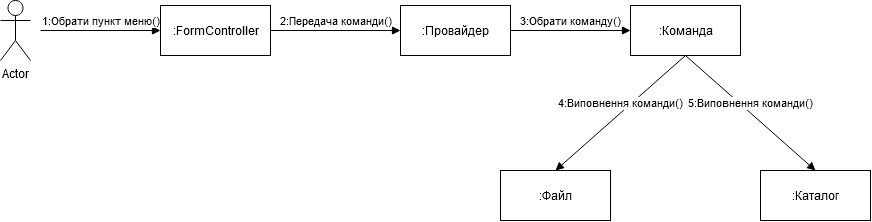 1:Обрати пункт меню()
:FormController
2:Передача команди()
:Провайдер
3:Обрати команду()
:Команда
Actor
4:Виповнення команди()
5:Виповнення команди()
:Файл
:Каталог